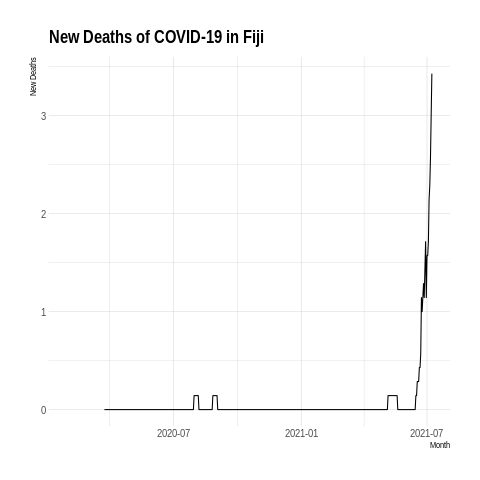 New Deaths of COVID-19 in Fiji
New Deaths
3
2
1
0
2020-07
2021-01
2021-07
Month